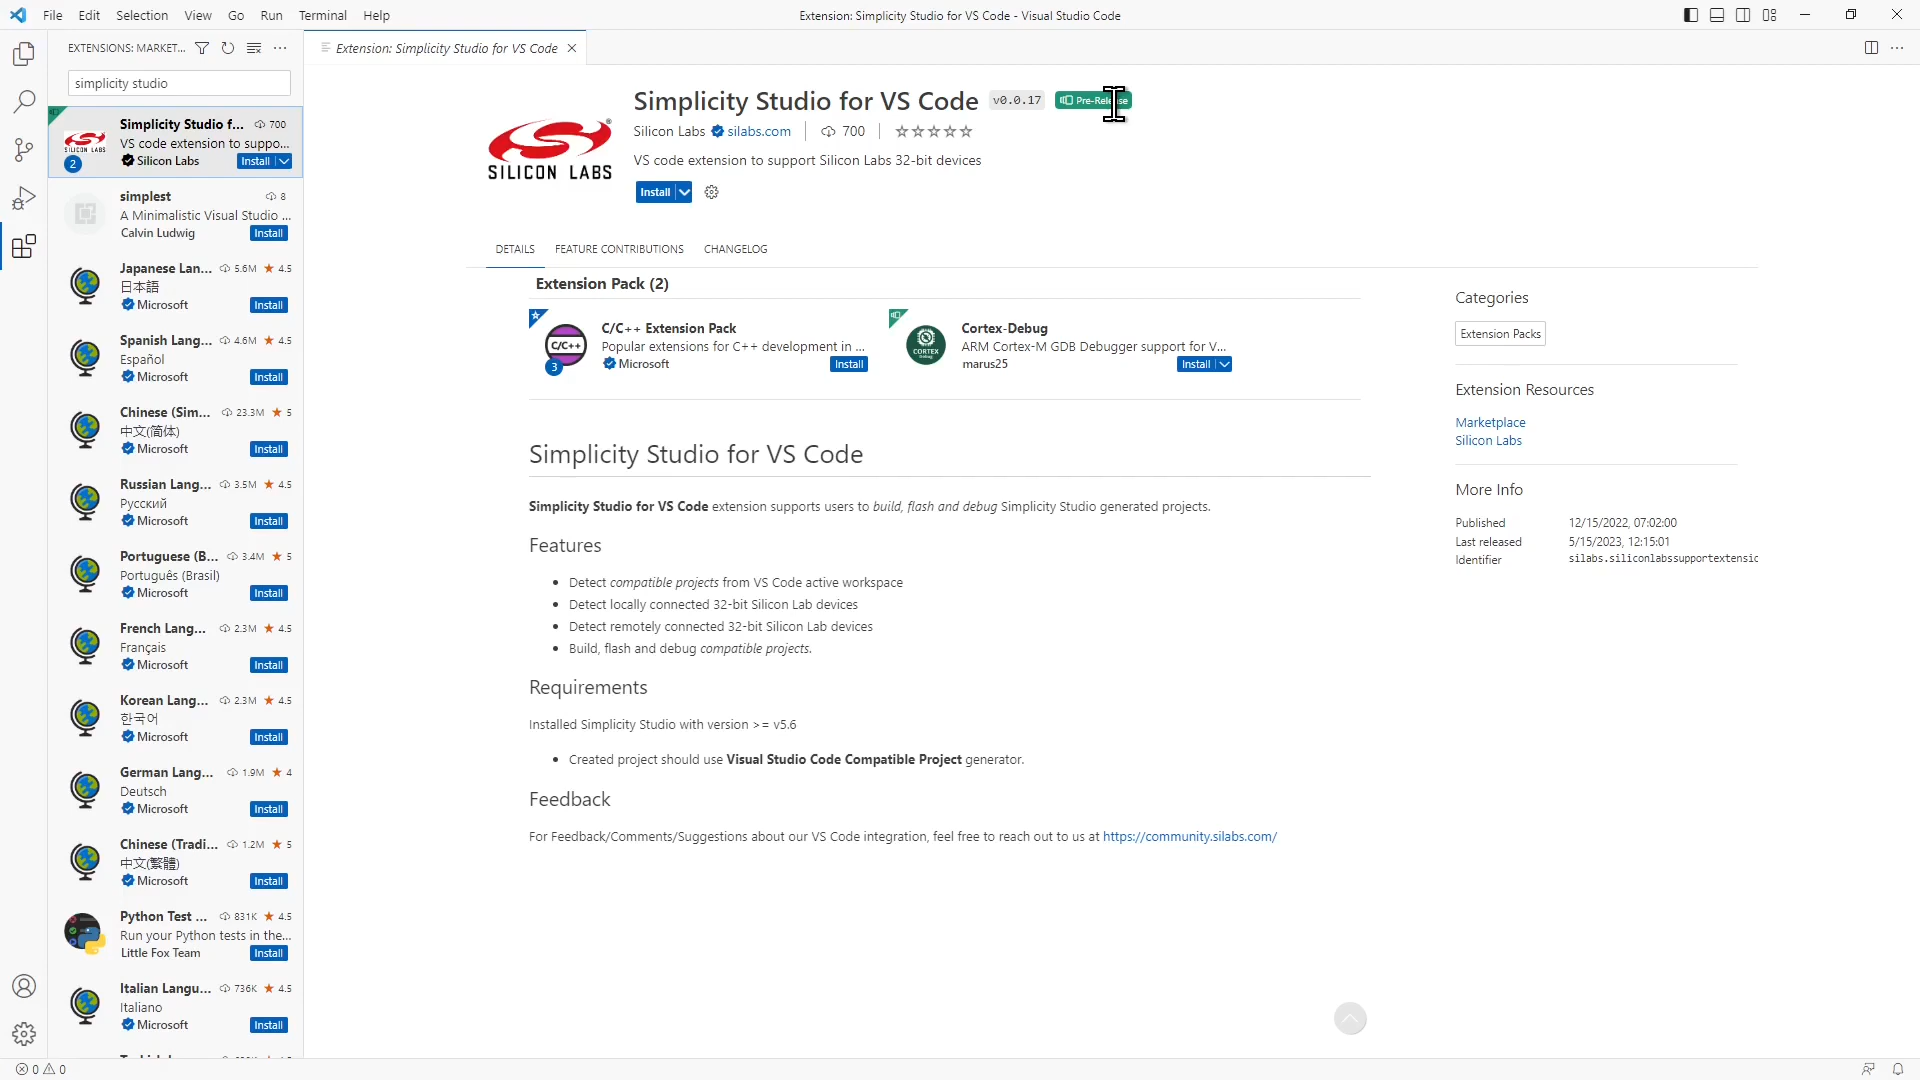 File Edit Selection View Go Run Terminal Help
Extension: Simplicity Studio for VS Code - Visual Studio Code
EXTENSIONS: MARKET...
Extension: Simplicity Studio for VS Code
simplicity studio
Simplicity Studio f... 700
VS code extension to suppo...
Silicon Labs Install
2
simplest 8
A Minimalistic Visual Studio ...
Calvin Ludwig Install
Japanese Lan... 5.6M 4.5
日本語
Microsoft Install
Spanish Lang... 4.6M 4.5
Español
Microsoft Install
Chinese (Sim... 23.3M 5
中文(简体)
Microsoft Install
Russian Lang... 3.5M 4.5
Русский
Microsoft Install
Portuguese (B... 3.4M 5
Português (Brasil)
Microsoft Install
French Lang... 2.3M 4.5
Français
Microsoft Install
Korean Lang... 2.3M 4.5
한국어
Microsoft Install
German Lang... 1.9M 4
Deutsch
Microsoft Install
Chinese (Tradi... 1.2M 5
中文(繁體)
Microsoft Install
Python Test ... 831K 4.5
Run your Python tests in the...
Little Fox Team Install
Italian Langu... 736K 4.5
Italiano
Microsoft Install
SILICON LABS
Simplicity Studio for VS Code v0.0.17 Pre-Release
Silicon Labs silabs.com 700
VS code extension to support Silicon Labs 32-bit devices
Install
DETAILS FEATURE CONTRIBUTIONS CHANGELOG
Extension Pack (2)
C/C++
3
C/C++ Extension Pack
Popular extensions for C++ development in ...
Microsoft Install
CORTEX
Debug
Cortex-Debug
ARM Cortex-M GDB Debugger support for V...
marus25 Install
Simplicity Studio for VS Code
Simplicity Studio for VS Code extension supports users to build, flash and debug Simplicity Studio generated projects.
Features
• Detect compatible projects from VS Code active workspace
• Detect locally connected 32-bit Silicon Lab devices
• Detect remotely connected 32-bit Silicon Lab devices
• Build, flash and debug compatible projects.
Requirements
Installed Simplicity Studio with version >= v5.6
• Created project should use Visual Studio Code Compatible Project generator.
Feedback
For Feedback/Comments/Suggestions about our VS Code integration, feel free to reach out to us at https://community.silabs.com/
Categories
Extension Packs
Extension Resources
Marketplace
Silicon Labs
More Info
Published 12/15/2022, 07:02:00
Last released 5/15/2023, 12:15:01
Identifier silabs.siliconlabssupportextensic
0 0